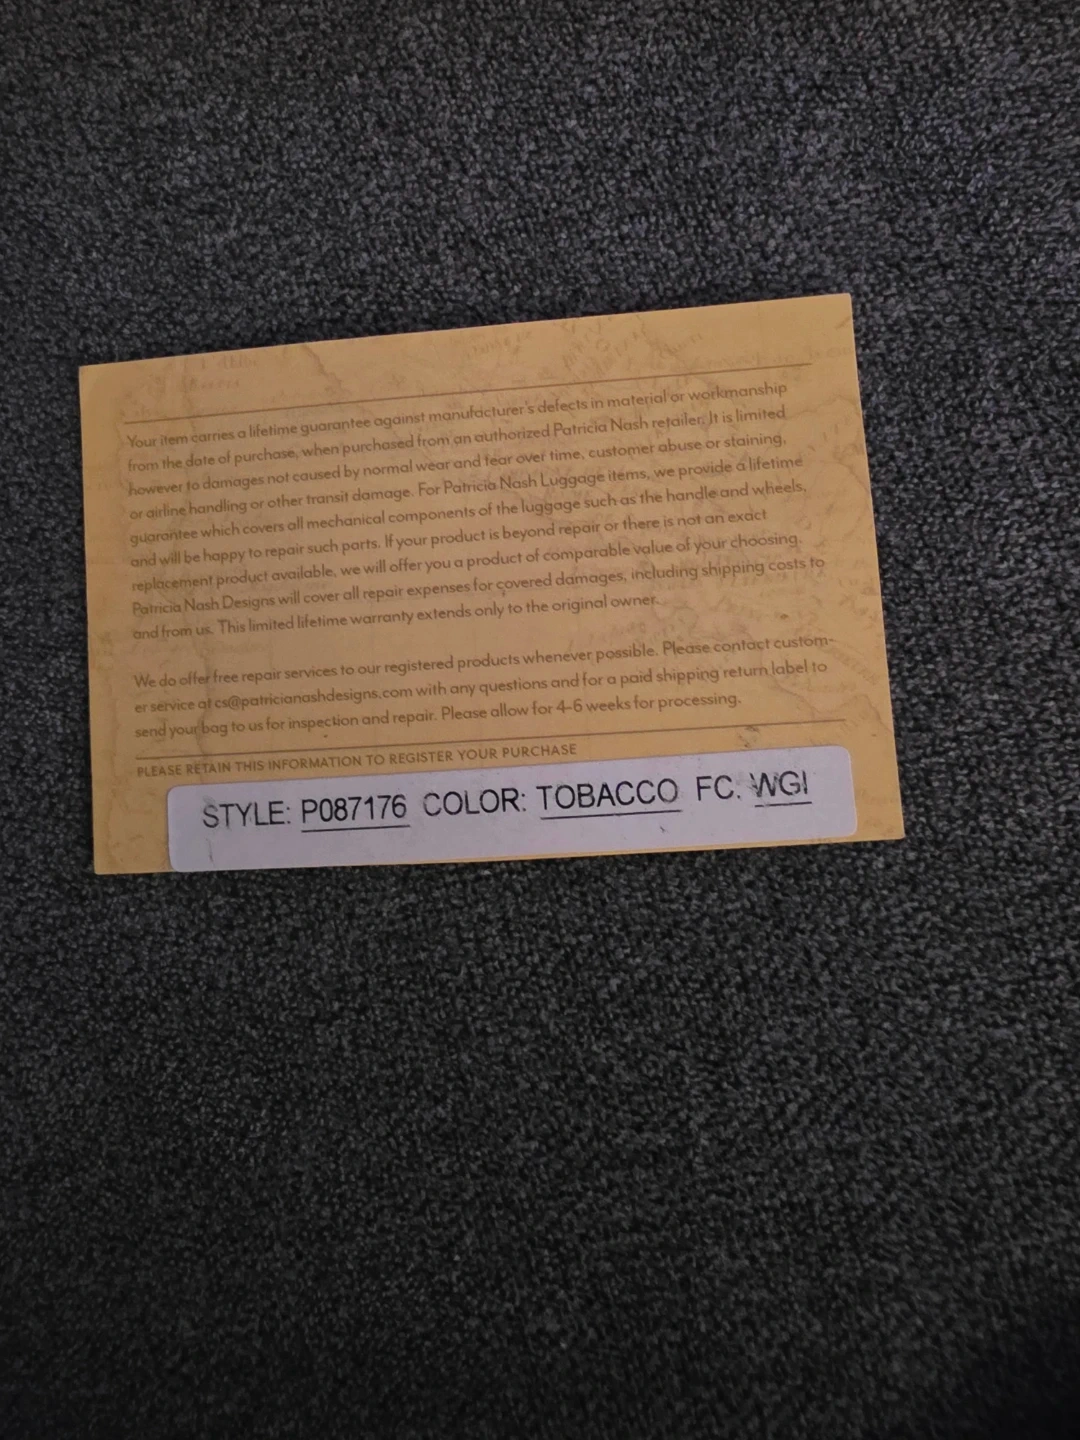 Your item carries a lifetime guarantee against manufacturer's defects in material or workmanship
from the date of purchase, when purchased from an authorized Patricia Nash retailer. It is limited
however to damages not caused by normal wear and tear over time, customer abuse or staining,
or airline handling or other transit damage. For Patricia Nash Luggage items, we provide a lifetime
guarantee which covers all mechanical components of the luggage such as the handle and wheels,
and will be happy to repair such parts. If your product is beyond repair or there is not an exact
replacement product available, we will offer you a product of comparable value of your choosing.
Patricia Nash Designs will cover all repair expenses for covered damages, including shipping costs to
and from us. This limited lifetime warranty extends only to the original owner.
We do offer free repair services to our registered products whenever possible. Please contact custom-
er service at cs@patricianashdesigns.com with any questions and for a paid shipping return label to
send your bag to us for inspection and repair. Please allow for 4-6 weeks for processing.
PLEASE RETAIN THIS INFORMATION TO REGISTER YOUR PURCHASE
STYLE: P087176 COLOR: TOBACCO FC: WGI